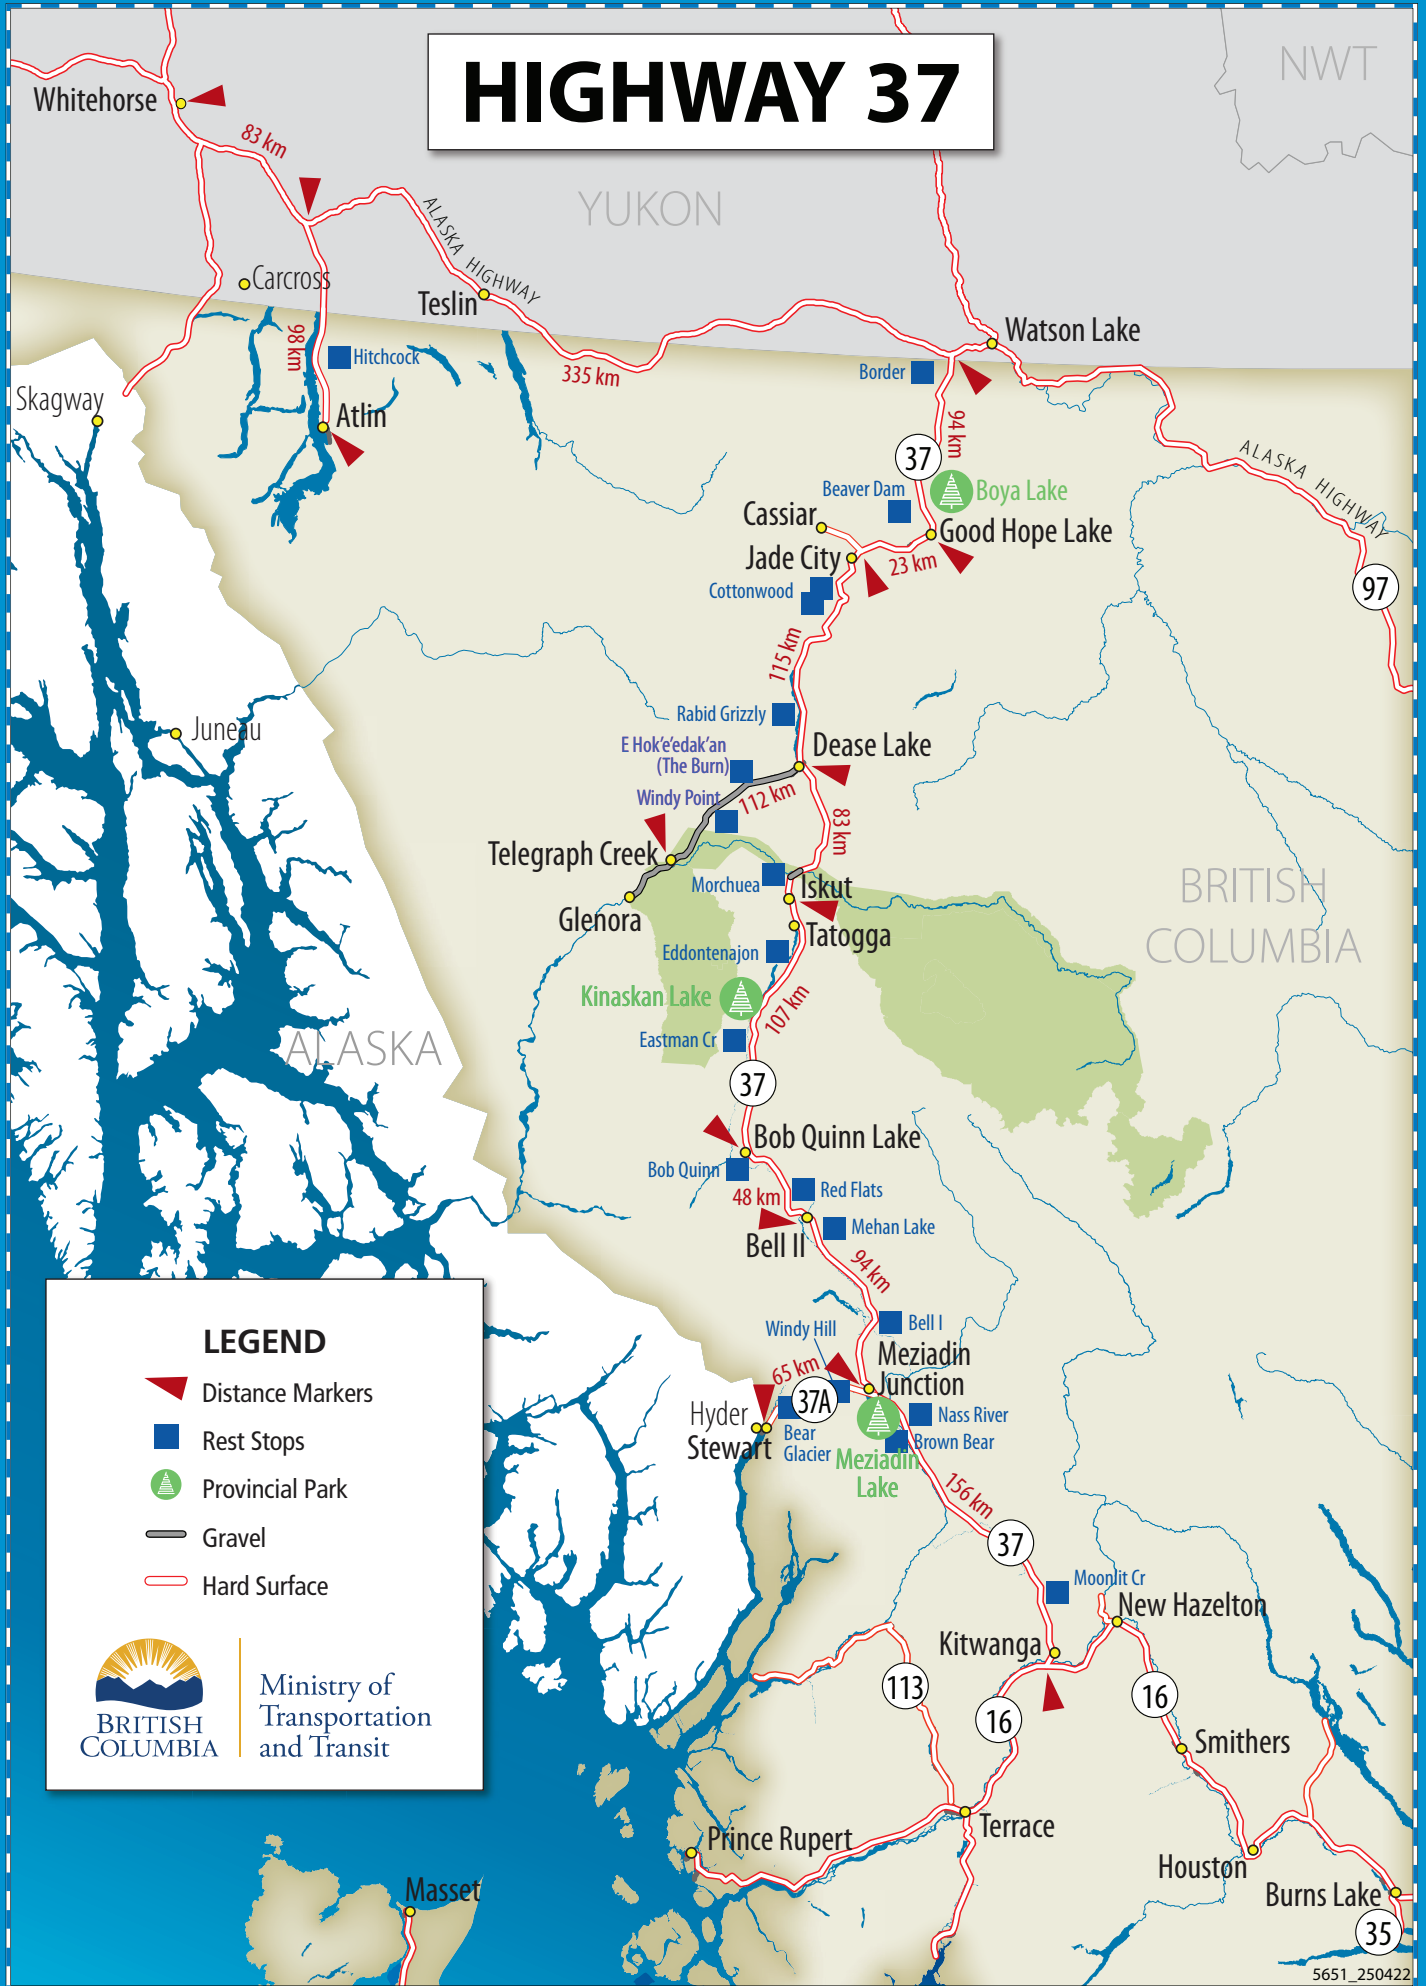 HIGHWAY 37
NWT
YUKON
Whitehorse
83 km
ALASKA HIGHWAY
Carcross
Teslin
98 km
Hitchcock
335 km
Watson Lake
Border
Skagway
Atlin
94 km
37
ALASKA HIGHWAY
Beaver Dam
Boya Lake
Cassiar
Good Hope Lake
Jade City
23 km
97
Cottonwood
115 km
Rabid Grizzly
Juneau
E Hok'e'edak'an
(The Burn)
Dease Lake
Windy Point
112 km
83 km
Telegraph Creek
Morchuea
Iskut
BRITISH
COLUMBIA
Glenora
Tatogga
Eddontenajon
Kinaskan Lake
107 km
Eastman Cr
ALASKA
37
Bob Quinn Lake
Bob Quinn
48 km
Red Flats
Mehan Lake
Bell II
94 km
Windy Hill
Bell I
Meziadin
Junction
65 km
37A
Hyder
Stewart
Bear
Glacier
Nass River
Brown Bear
Meziadin
Lake
156 km
37
Moonlit Cr
New Hazelton
Kitwanga
113
16
16
Smithers
Terrace
Prince Rupert
Houston
Burns Lake
35
Masset
LEGEND
Distance Markers
Rest Stops
Provincial Park
Gravel
Hard Surface
BRITISH
COLUMBIA
Ministry of
Transportation
and Transit
5651_250422